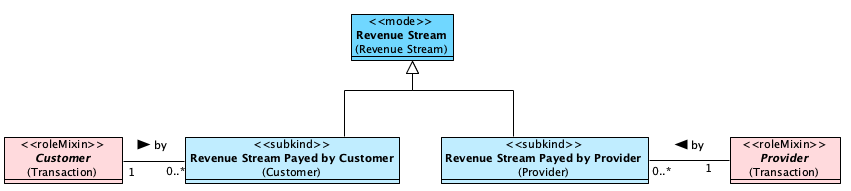 <<mode>>
Revenue Stream
(Revenue Stream)
<<roleMixin>>
Customer
(Transaction)
by
1
0..*
<<subkind>>
Revenue Stream Payed by Customer
(Customer)
<<subkind>>
Revenue Stream Payed by Provider
(Provider)
by
0..*
1
<<roleMixin>>
Provider
(Transaction)